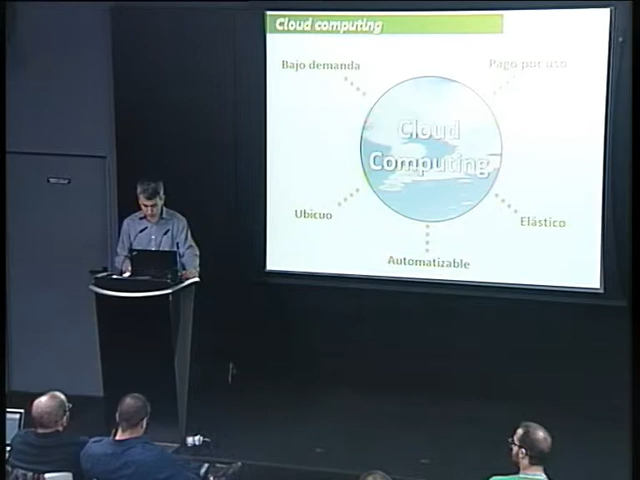 Cloud computing
Bajo demanda
Pago por uso
Cloud
Computing
Ubicuo
Elástico
Automatizable